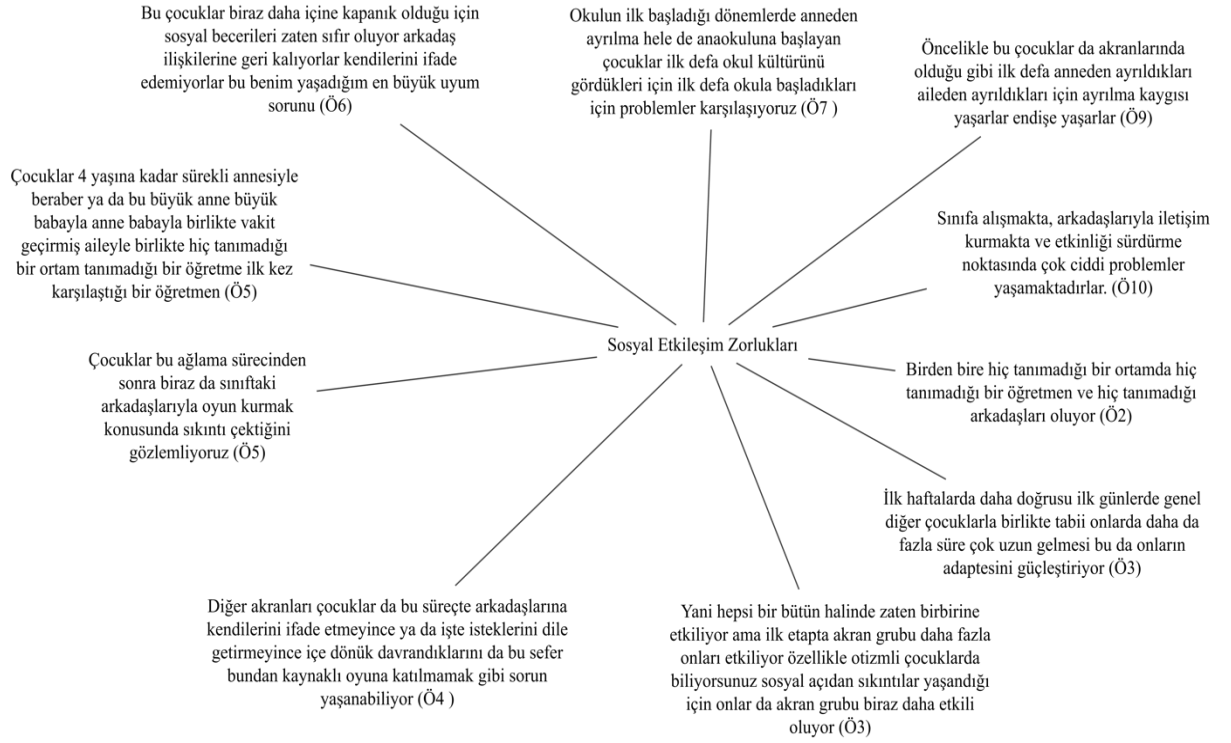 Bu çocuklar biraz daha içine kapanık olduğu için
sosyal becerileri zaten sıfır oluyor arkadaş
ilişkilerine geri kalıyorlar kendilerini ifade
edemiyorlar bu benim yaşadığım en büyük uyum
sorunu (Ö6)
Okulun ilk başladığı dönemlerde anneden
ayrılma hele de anaokuluna başlayan
çocuklar ilk defa okul kültürünü
gördükleri için ilk defa okula başladıkları
için problemler karşılaşıyoruz (Ö7 )
Öncelikle bu çocuklar da akranlarında
olduğu gibi ilk defa anneden ayrıldıkları
aileden ayrıldıkları için ayrılma kaygısı
yaşarlar endişe yaşarlar (Ö9)
Çocuklar 4 yaşına kadar sürekli annesiyle
beraber ya da bu büyük anne büyük
babayla anne babayla birlikte vakit
geçirmiş aileyle birlikte hiç tanımadığı
bir ortam tanımadığı bir öğretme ilk kez
karşılaştığı bir öğretmen (Ö5)
Sınıfa alışmakta, arkadaşlarıyla iletişim
kurmakta ve etkinliği sürdürme
noktasında çok ciddi problemler
yaşamaktadırlar. (Ö10)
Sosyal Etkileşim Zorlukları
Çocuklar bu ağlama sürecinden
sonra biraz da sınıftaki
arkadaşlarıyla oyun kurmak
konusunda sıkıntı çektiğini
gözlemliyoruz (Ö5)
Birden bire hiç tanımadığı bir ortamda hiç
tanımadığı bir öğretmen ve hiç tanımadığı
arkadaşları oluyor (Ö2)
İlk haftalarda daha doğrusu ilk günlerde genel
diğer çocuklarla birlikte tabii onlarda daha da
fazla süre çok uzun gelmesi bu da onların
adaptesini güçleştiriyor (Ö3)
Diğer akranları çocuklar da bu süreçte arkadaşlarına
kendilerini ifade etmeyince ya da işte isteklerini dile
getirmeyince içe dönük davrandıklarını da bu sefer
bundan kaynaklı oyuna katılmamak gibi sorun
yaşanabiliyor (Ö4 )
Yani hepsi bir bütün halinde zaten birbirine
etkiliyor ama ilk etapta akran grubu daha fazla
onları etkiliyor özellikle otizmli çocuklarda
biliyorsunuz sosyal açıdan sıkıntılar yaşandığı
için onlar da akran grubu biraz daha etkili
oluyor (Ö3)